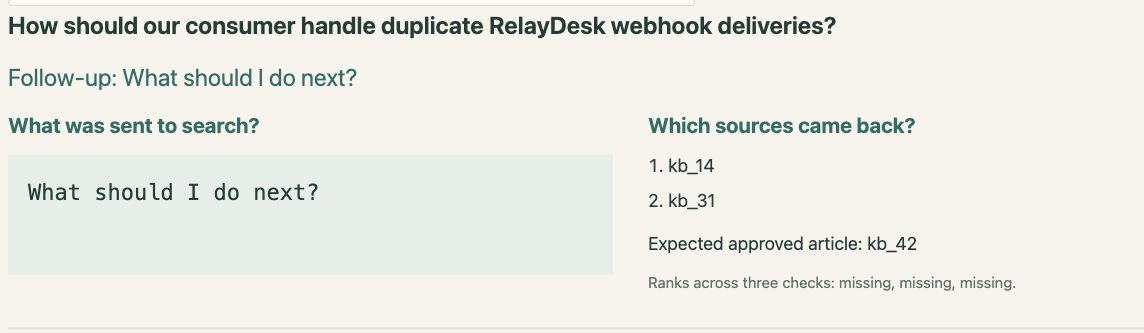 How should our consumer handle duplicate RelayDesk webhook deliveries?
Follow-up: What should I do next?
What was sent to search?
What should I do next?
Which sources came back?
1. kb_14
2. kb_31
Expected approved article: kb_42
Ranks across three checks: missing, missing, missing.